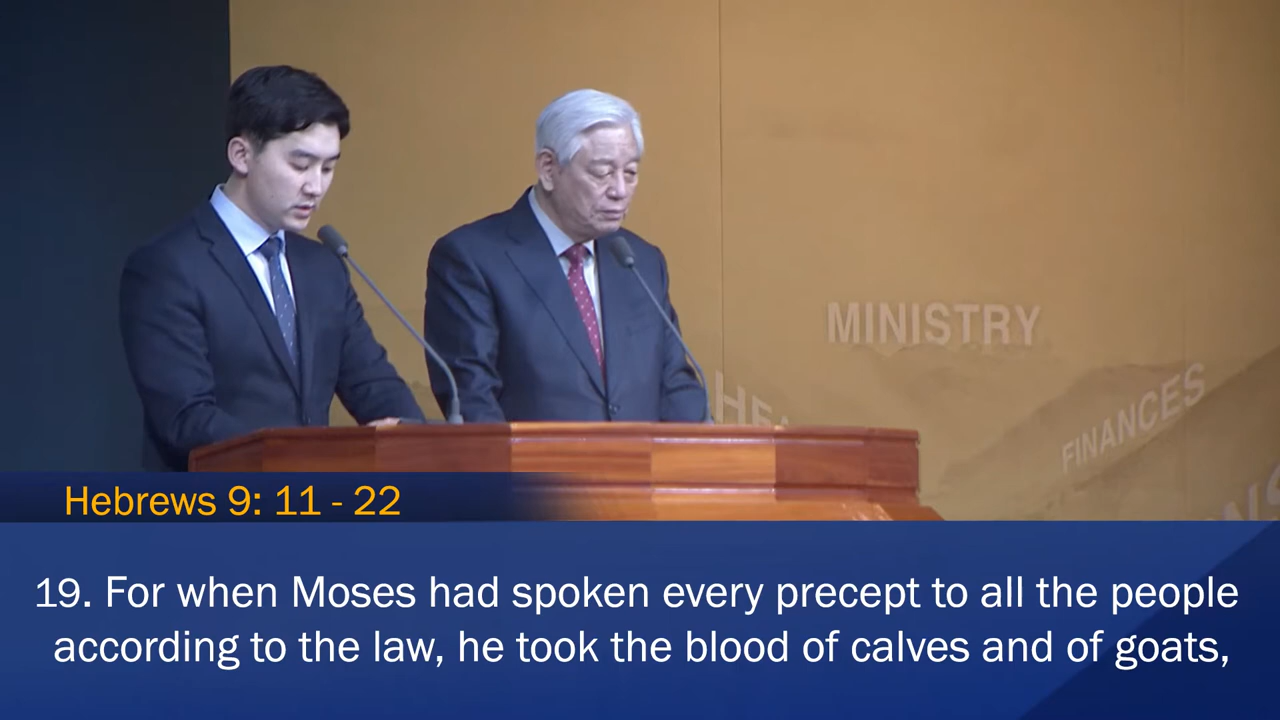 MINISTRY
FINANCES
Hebrews 9: 11 - 22
19. For when Moses had spoken every precept to all the people
according to the law, he took the blood of calves and of goats,